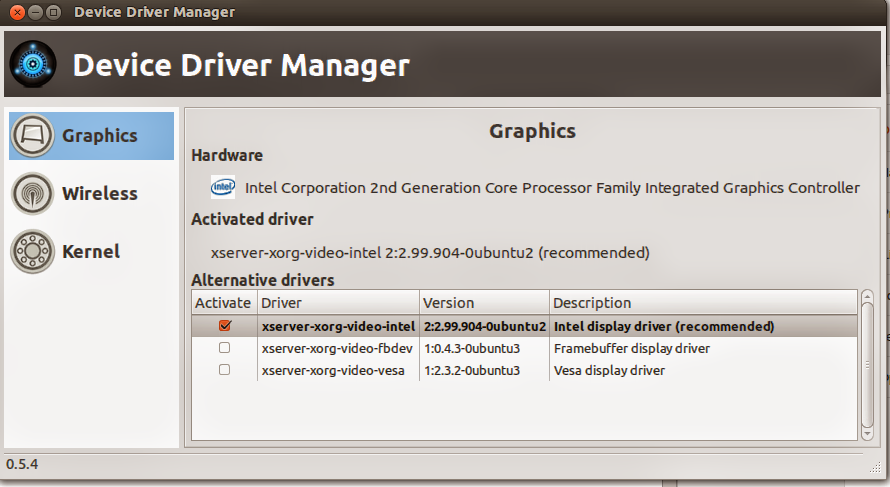 Device Driver Manager
Device Driver Manager
Graphics
Wireless
Kernel
Graphics
Hardware
intel Intel Corporation 2nd Generation Core Processor Family Integrated Graphics Controller
Activated driver
xserver-xorg-video-intel 2:2.99.904-0ubuntu2 (recommended)
Alternative drivers
Activate Driver Version Description
xserver-xorg-video-intel 2:2.99.904-0ubuntu2 Intel display driver (recommended)
xserver-xorg-video-fbdev 1:0.4.3-0ubuntu3 Framebuffer display driver
xserver-xorg-video-vesa 1:2.3.2-0ubuntu3 Vesa display driver
0.5.4